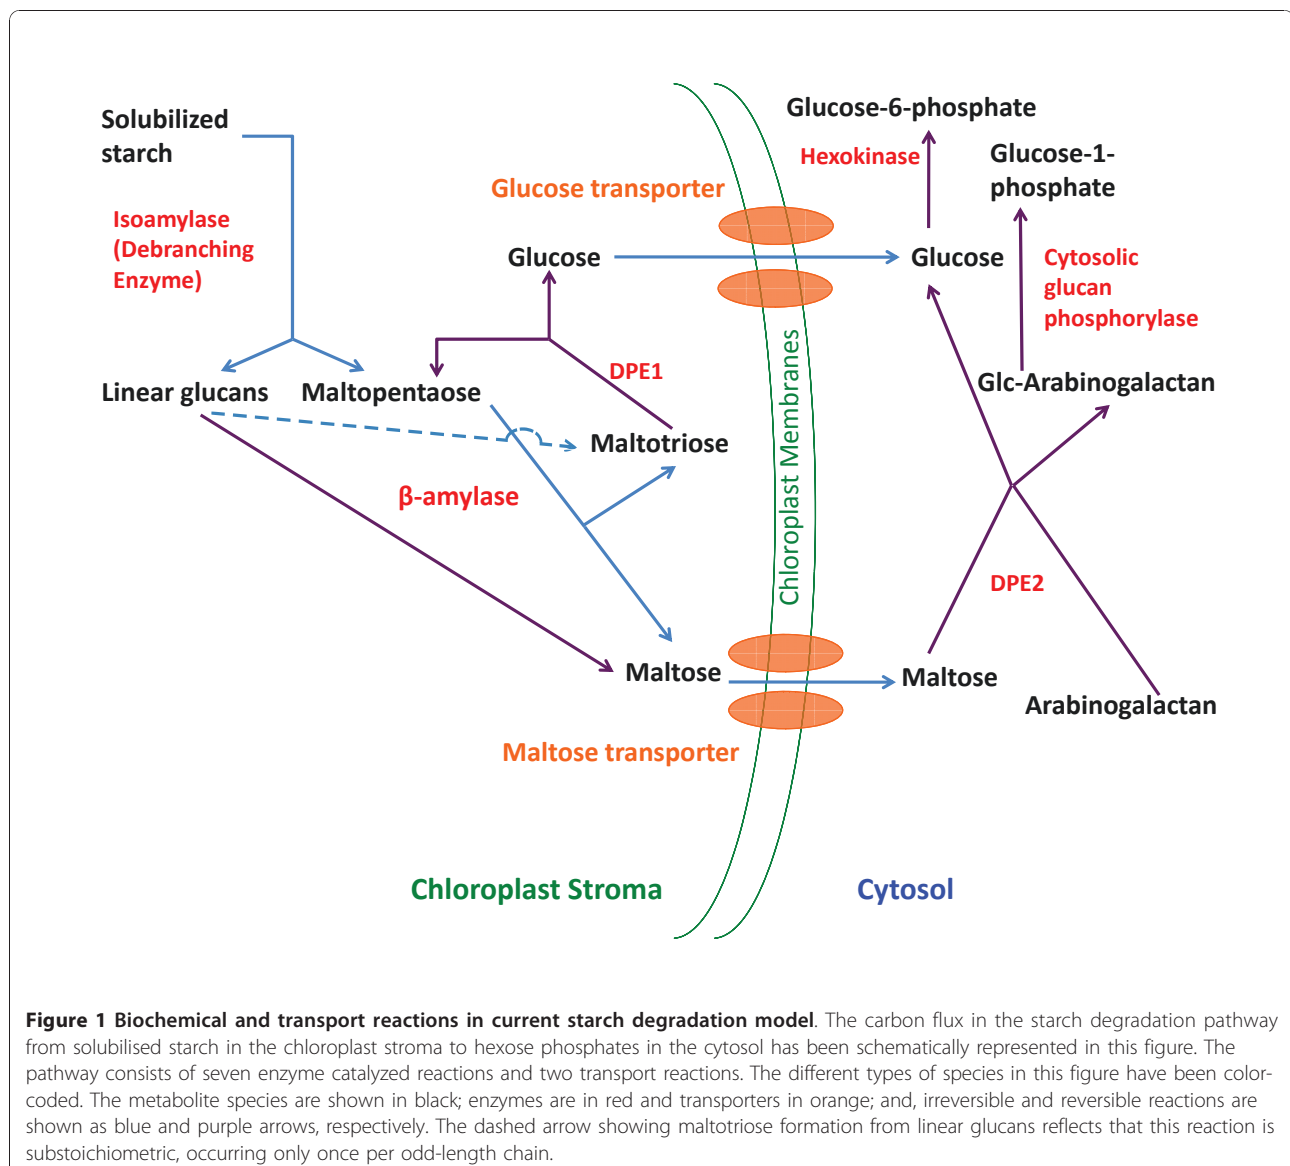 Solubilized
starch
Isoamylase
(Debranching
Enzyme)
Linear glucans
Maltopentaose
Glucose
DPE1
Maltotriose
β-amylase
Maltose
Glucose transporter
Maltose transporter
Chloroplast Membranes
Chloroplast Stroma
Cytosol
Glucose-6-phosphate
Hexokinase
Glucose-1-
phosphate
Glucose
Cytosolic
glucan
phosphorylase
Glc-Arabinogalactan
DPE2
Maltose
Arabinogalactan
Figure 1 Biochemical and transport reactions in current starch degradation model. The carbon flux in the starch degradation pathway
from solubilised starch in the chloroplast stroma to hexose phosphates in the cytosol has been schematically represented in this figure. The
pathway consists of seven enzyme catalyzed reactions and two transport reactions. The different types of species in this figure have been color-
coded. The metabolite species are shown in black; enzymes are in red and transporters in orange; and, irreversible and reversible reactions are
shown as blue and purple arrows, respectively. The dashed arrow showing maltotriose formation from linear glucans reflects that this reaction is
substoichiometric, occurring only once per odd-length chain.